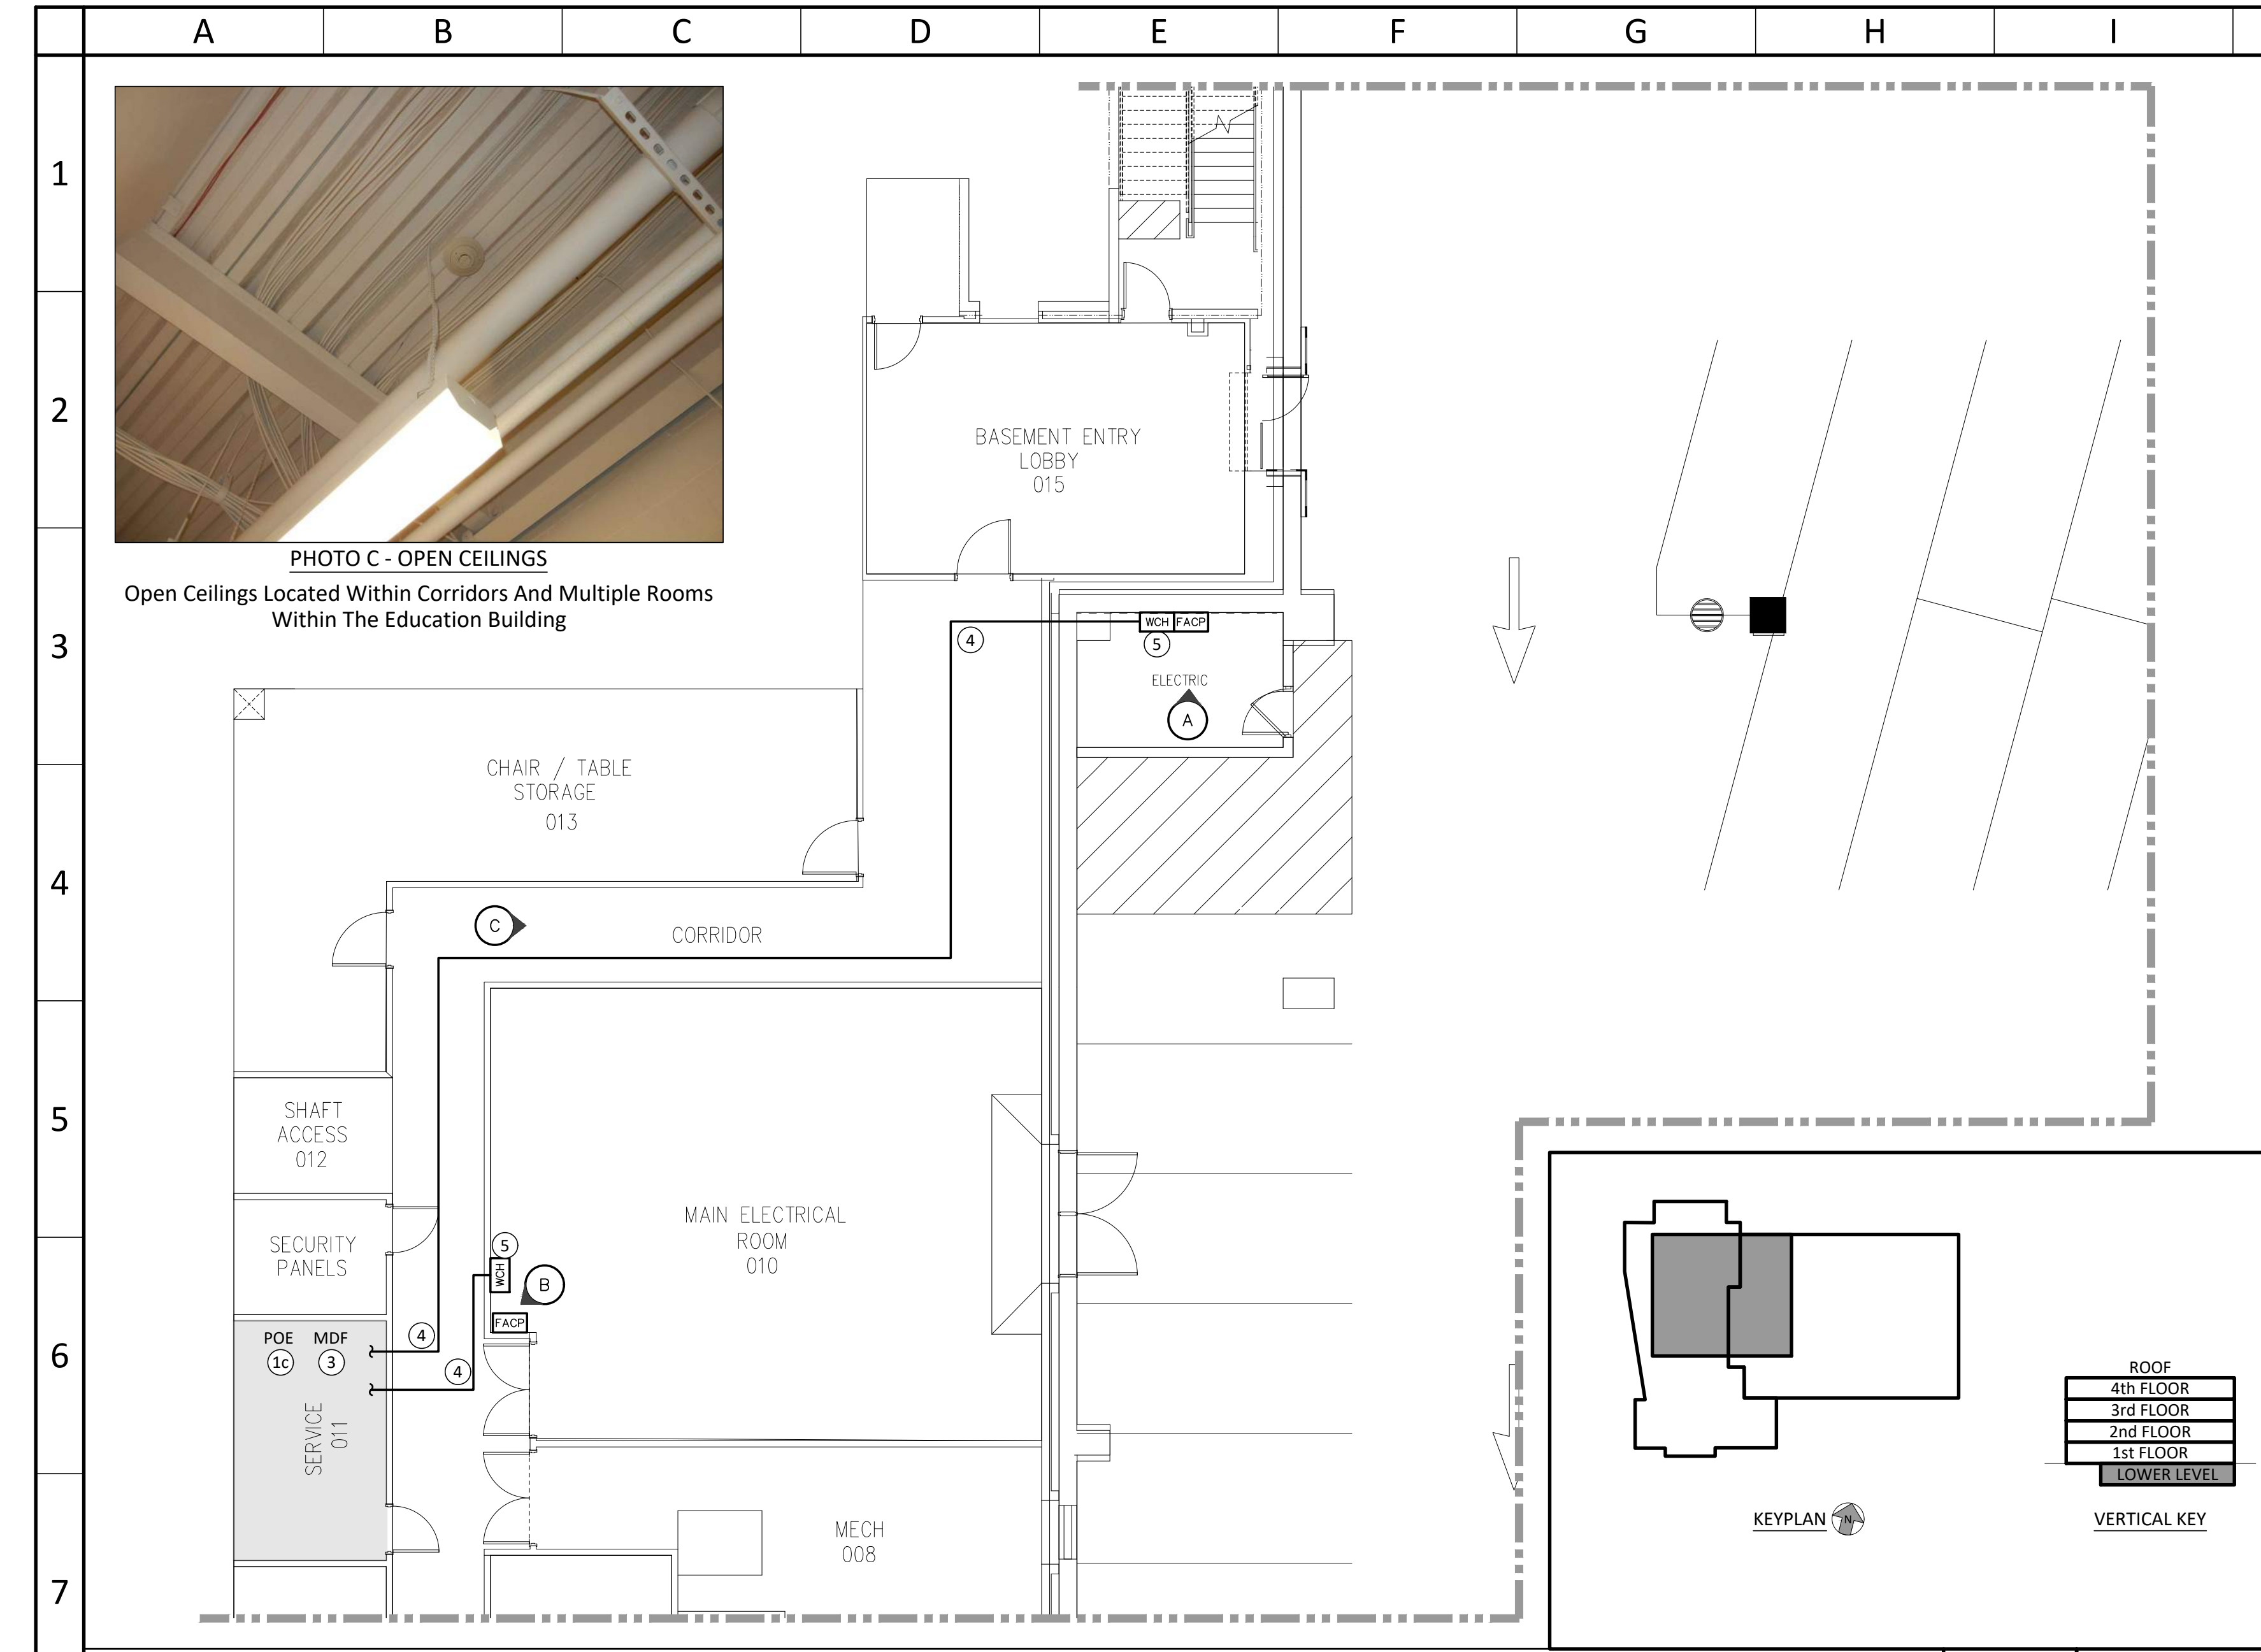 A B C D E F G H I
1
2
3
4
5
6
7
PHOTO C - OPEN CEILINGS
Open Ceilings Located Within Corridors And Multiple Rooms
Within The Education Building
BASEMENT ENTRY
LOBBY
015
WCH FACP
4
5
ELECTRIC
A
CHAIR / TABLE
STORAGE
013
C
CORRIDOR
SHAFT
ACCESS
012
SECURITY
PANELS
MAIN ELECTRICAL
ROOM
010
5
WCH
B
FACP
POE MDF
1c 3
4
4
SERVICE
011
MECH
008
KEYPLAN N
ROOF
4th FLOOR
3rd FLOOR
2nd FLOOR
1st FLOOR
LOWER LEVEL
VERTICAL KEY